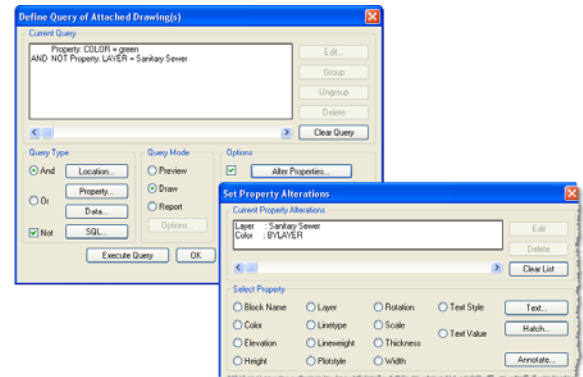 Define Query of Attached Drawing(s)
Current Query
Property: COLOR = green
AND NOT Property: LAYER = Sanitary Sewer
Edit...
Group
Ungroup
Delete
Clear Query
Query Type
Query Mode
Options
And
Location...
Preview
Alter Properties...
Or
Property...
Draw
Data...
Report
Not
SQL...
Options...
Execute Query
OK
Set Property Alterations
Current Property Alterations
Layer : Sanitary Sewer
Color : BYLAYER
Edit
Delete
Clear List
Select Property
Block Name
Layer
Rotation
Text Style
Text...
Color
Linetype
Scale
Text Value
Hatch...
Elevation
Lineweight
Thickness
Height
Plotstyle
Width
Annotate...